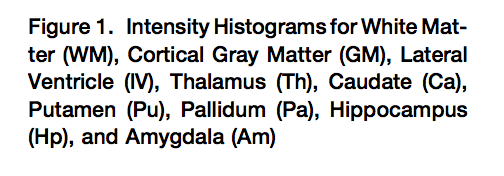 Figure 1. Intensity Histograms for White Mat-
ter (WM), Cortical Gray Matter (GM), Lateral
Ventricle (lV), Thalamus (Th), Caudate (Ca),
Putamen (Pu), Pallidum (Pa), Hippocampus
(Hp), and Amygdala (Am)